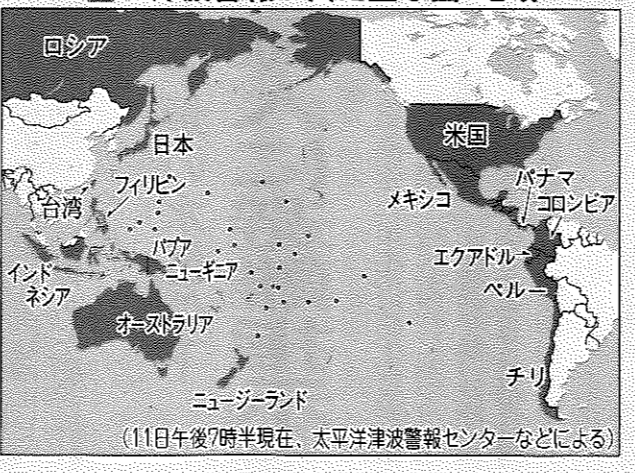 ロシア
日本
米国
フィリピン
台湾
メキシコ
パナマ
コロンビア
パプア
ニューギニア
エクアドル
インド
ネシア
ペルー
オーストラリア
チリ
ニュージーランド
(11日午後7時半現在、太平洋津波警報センターなどによる)